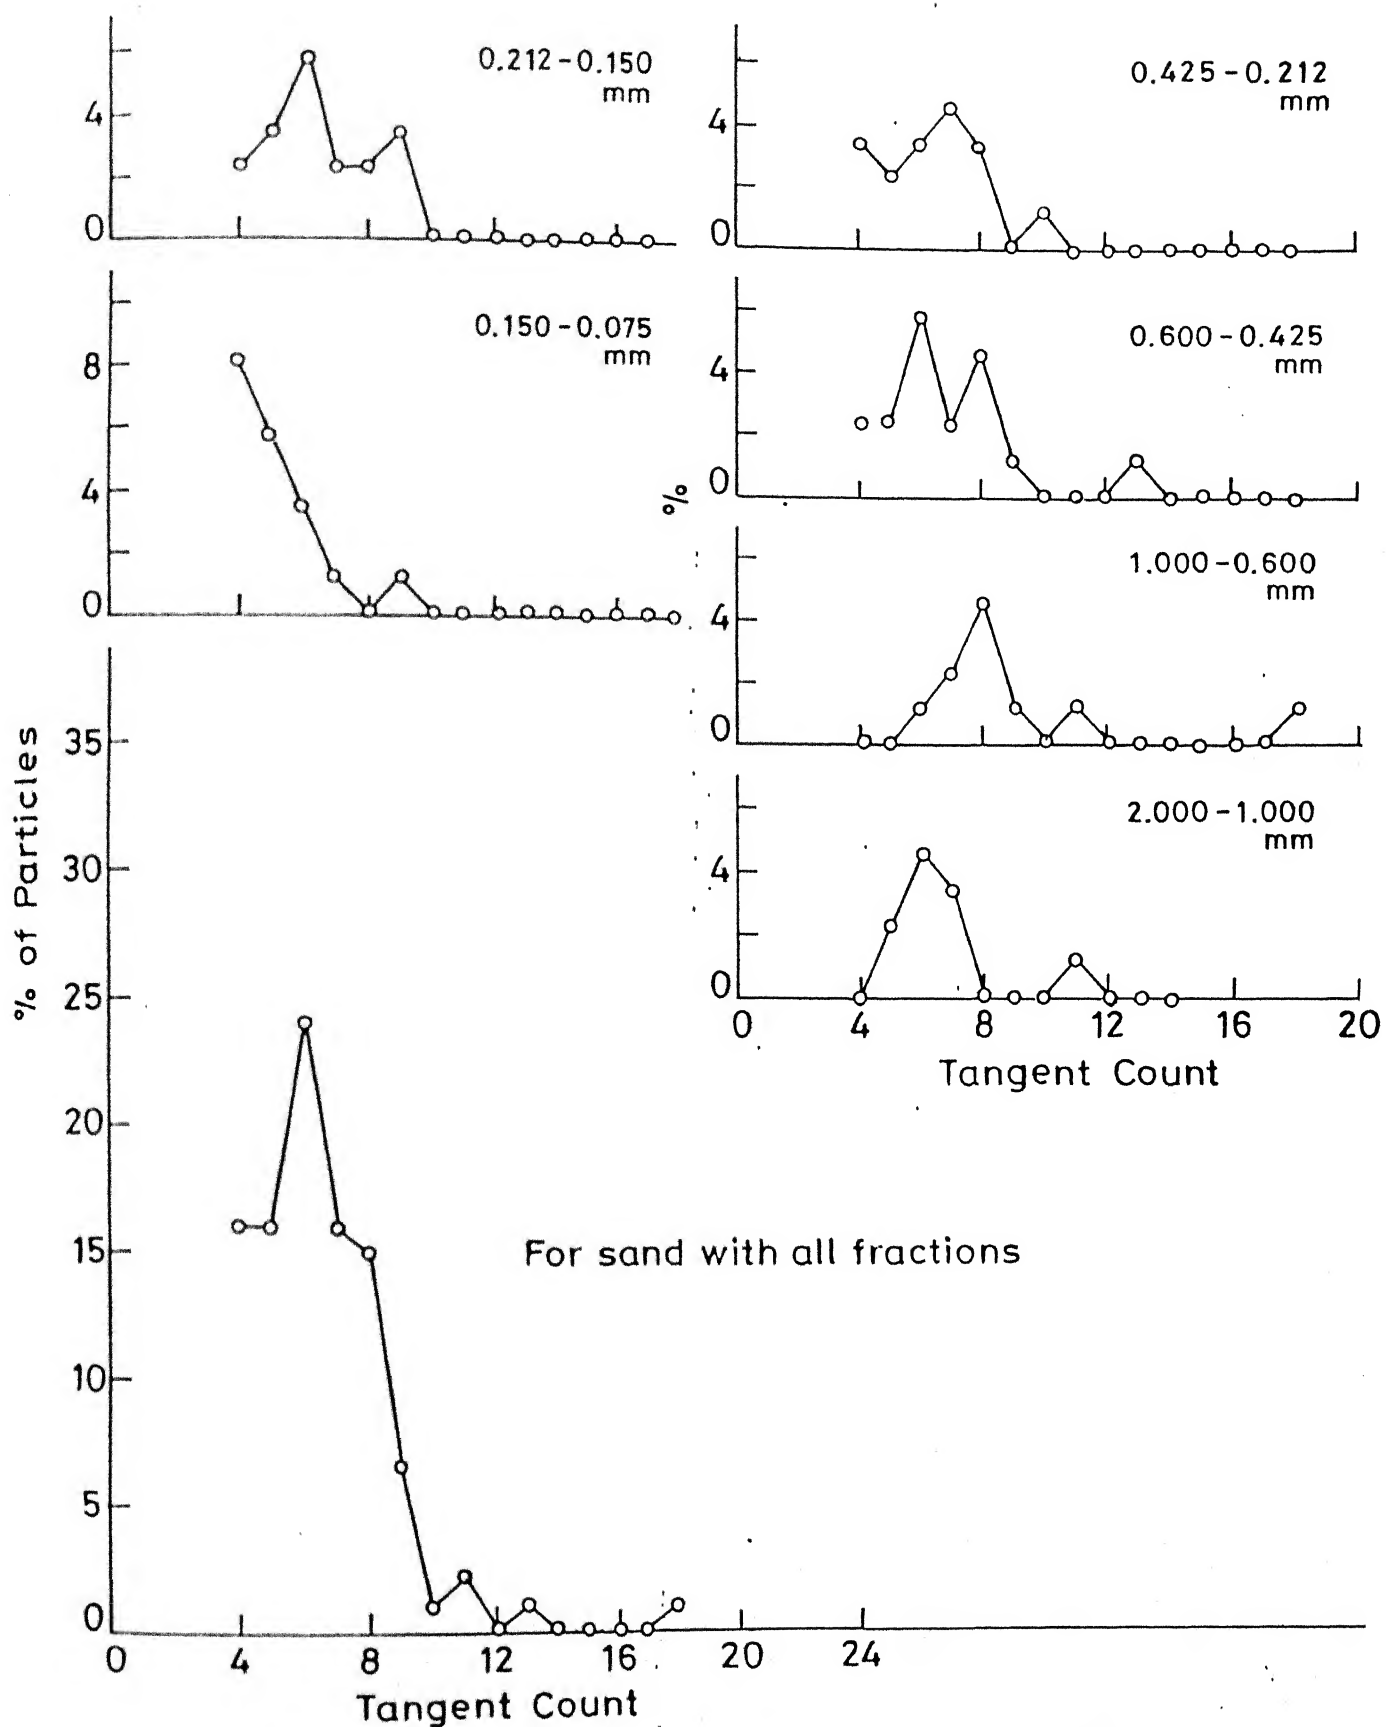 0.212-0.150
mm
4
0
0.150-0.075
mm
8
4
0
% of Particles
35
30
25
20
15
10
5
0
For sand with all fractions
0 4 8 12 16 20 24
Tangent Count
0.425-0.212
mm
4
0
0.600-0.425
mm
4
0
%
1.000-0.600
mm
4
0
2.000-1.000
mm
4
0
0 4 8 12 16 20
Tangent Count